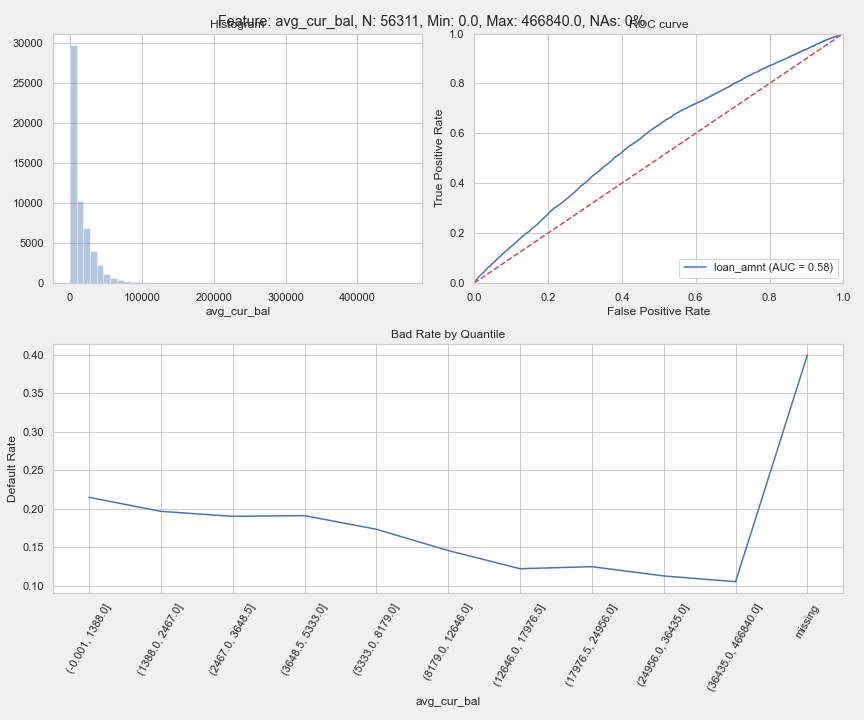 Feature: avg_cur_bal, N: 56311, Min: 0.0, Max: 466840.0, NAs: 0%
Histogram
30000
25000
20000
15000
10000
5000
0
0 100000 200000 300000 400000
avg_cur_bal
ROC curve
True Positive Rate
1.0
0.8
0.6
0.4
0.2
0.0
loan_amnt (AUC = 0.58)
0.0 0.2 0.4 0.6 0.8 1.0
False Positive Rate
Bad Rate by Quantile
Default Rate
0.40
0.35
0.30
0.25
0.20
0.15
0.10
(-0.001, 1388.0]
(1388.0, 2467.0]
(2467.0, 3648.5]
(3648.5, 5333.0]
(5333.0, 8179.0]
(8179.0, 12646.0]
(12646.0, 17976.5]
(17976.5, 24956.0]
(24956.0, 36435.0]
(36435.0, 466840.0]
missing
avg_cur_bal